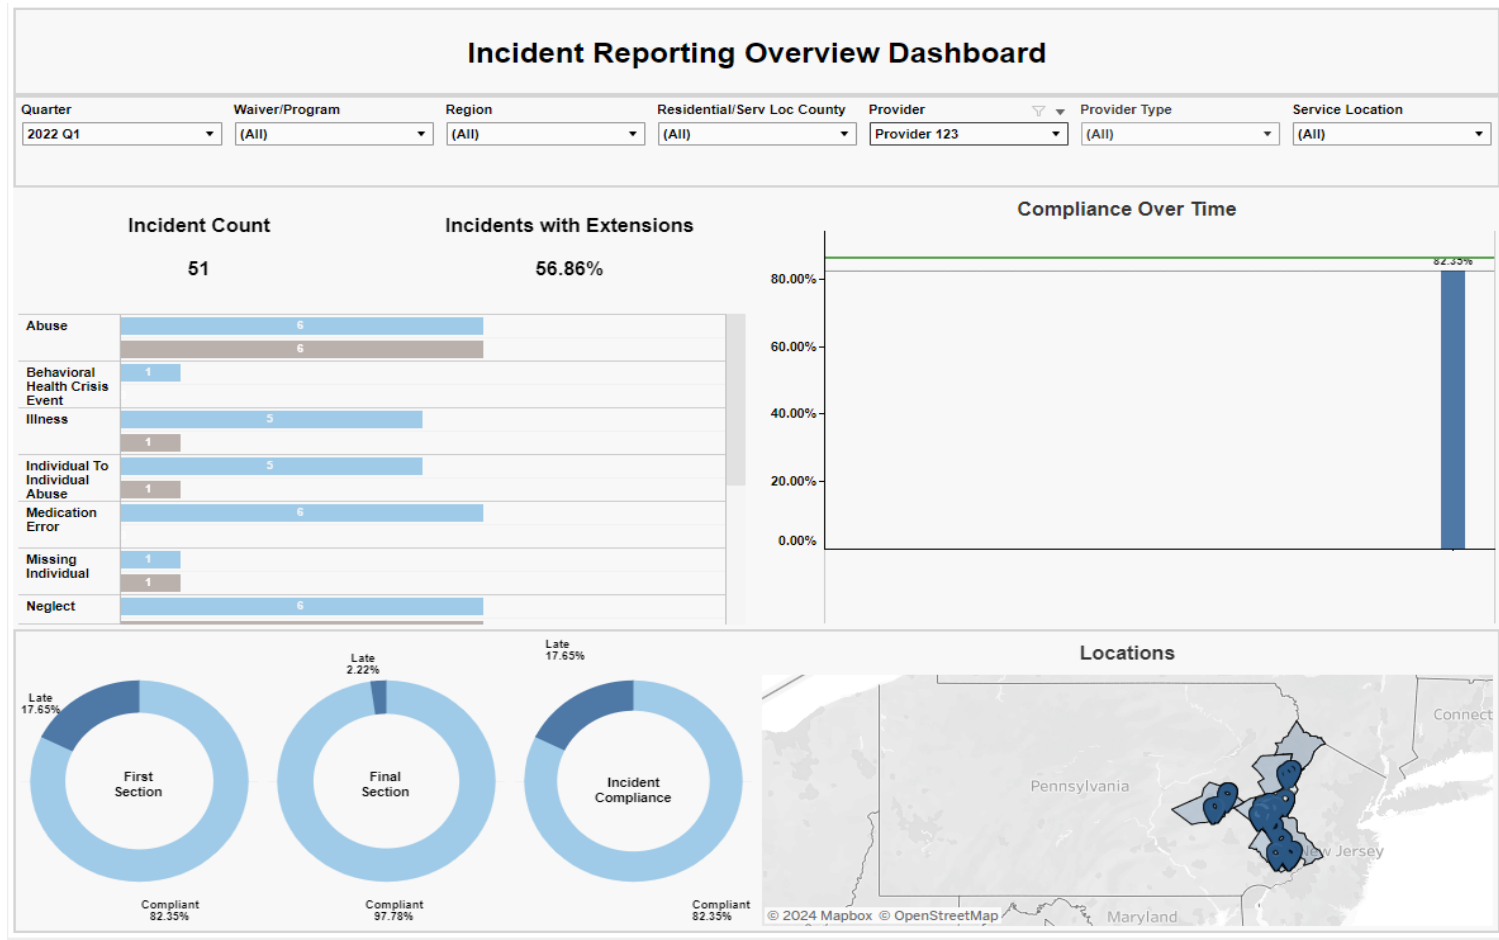 Incident Reporting Overview Dashboard
Quarter
Waiver/Program
Region
Residential/Serv Loc County
Provider
Provider Type
Service Location
2022 Q1
(All)
(All)
(All)
Provider 123
(All)
(All)
Incident Count
Incidents with Extensions
51
56.86%
Abuse
6
6
Behavioral
Health Crisis
Event
1
Illness
5
1
Individual To
Individual
Abuse
5
1
Medication
Error
6
Missing
Individual
1
1
Neglect
6
Compliance Over Time
82.35%
80.00%
60.00%
40.00%
20.00%
0.00%
Late
17.65%
First
Section
Compliant
82.35%
Late
2.22%
Final
Section
Compliant
97.78%
Late
17.65%
Incident
Compliance
Compliant
82.35%
Locations
Connect
Pennsylvania
New Jersey
Maryland
© 2024 Mapbox © OpenStreetMap